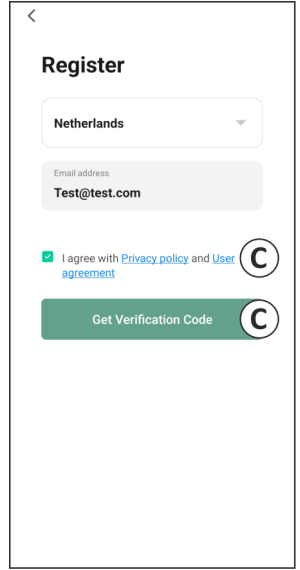 Register
Netherlands
Email address
Test@test.com
I agree with Privacy policy and User
agreement
C
Get Verification Code
C